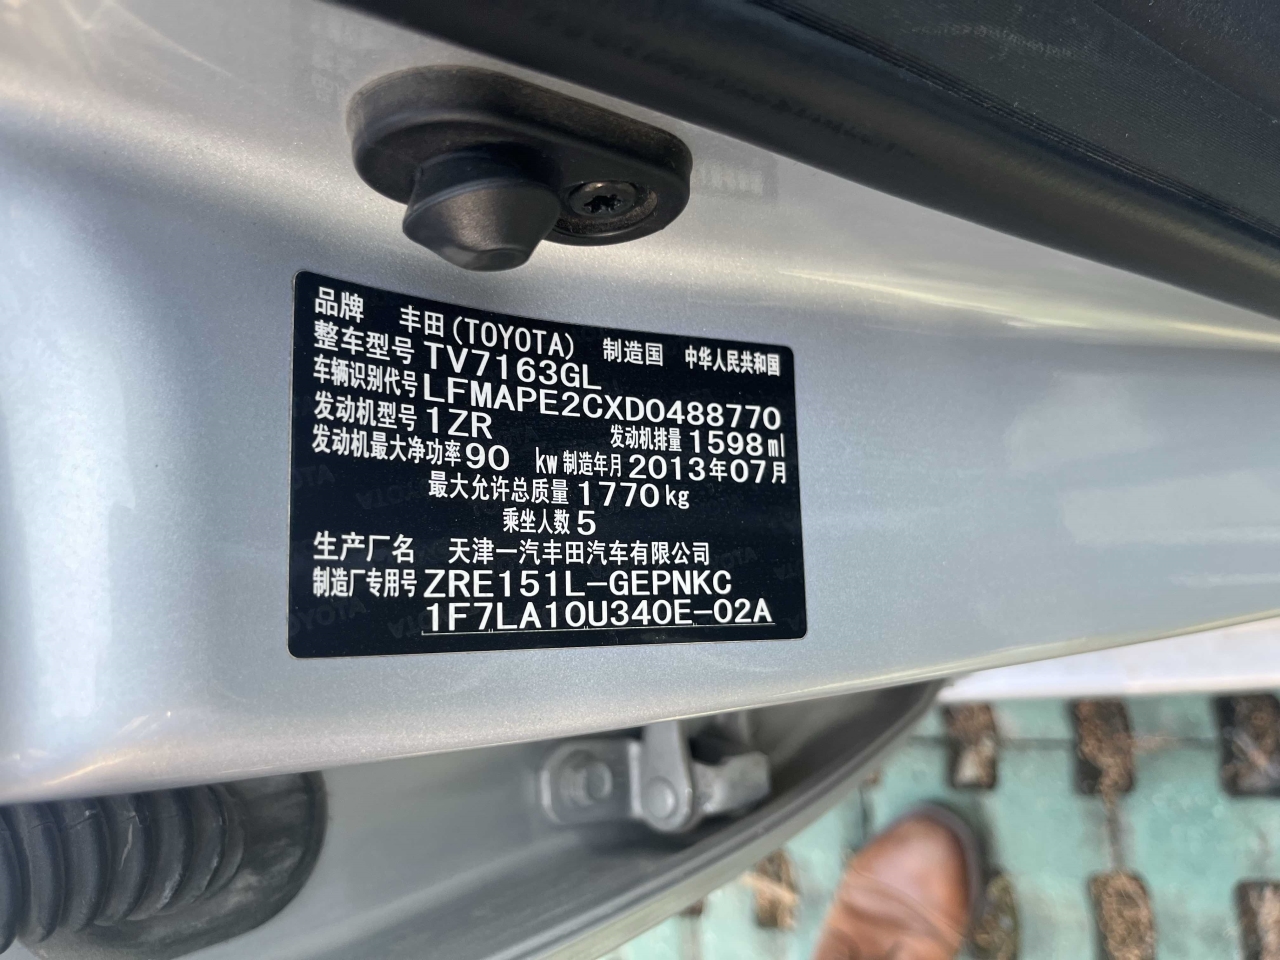 品牌 丰田(TOYOTA) 制造国 中华人民共和国
整车型号 TV7163GL
车辆识别代号 LFMAPE2CXD0488770
发动机型号 1ZR 发动机排量 1598ml
发动机最大净功率 90 kw 制造年月 2013年07月
最大允许总质量 1770kg
乘坐人数 5
生产厂名 天津一汽丰田汽车有限公司
制造厂专用号 ZRE151L-GEPNKC
1F7LA10U340E-02A